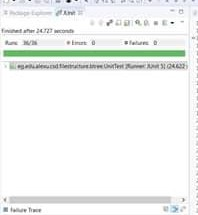 Package Explorer JUnit
Finished after 24.727 seconds
Runs: 36/36 Errors: 0 Failures: 0
eg.edu.alexu.csd.filestructure.btree.UnitTest [Runner: JUnit 5] (24.622
Failure Trace